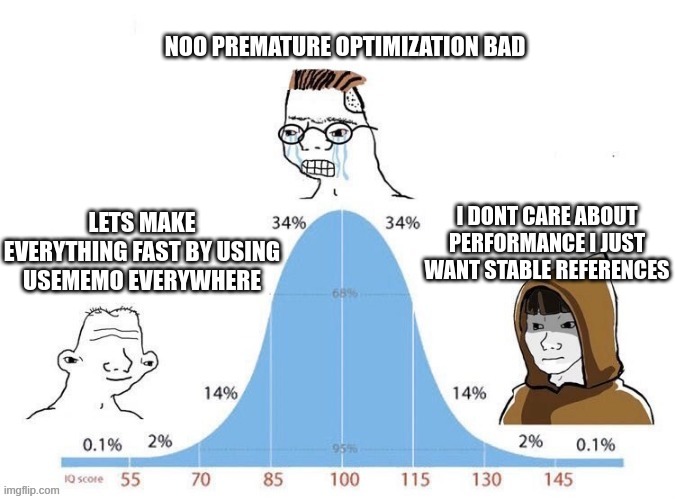 NOO PREMATURE OPTIMIZATION BAD
LETS MAKE
EVERYTHING FAST BY USING
USEMEMO EVERYWHERE
I DONT CARE ABOUT
PERFORMANCE I JUST
WANT STABLE REFERENCES
34% 34%
68%
14% 14%
0.1% 2% 95% 2% 0.1%
IQ score 55 70 85 100 115 130 145
imgflip.com